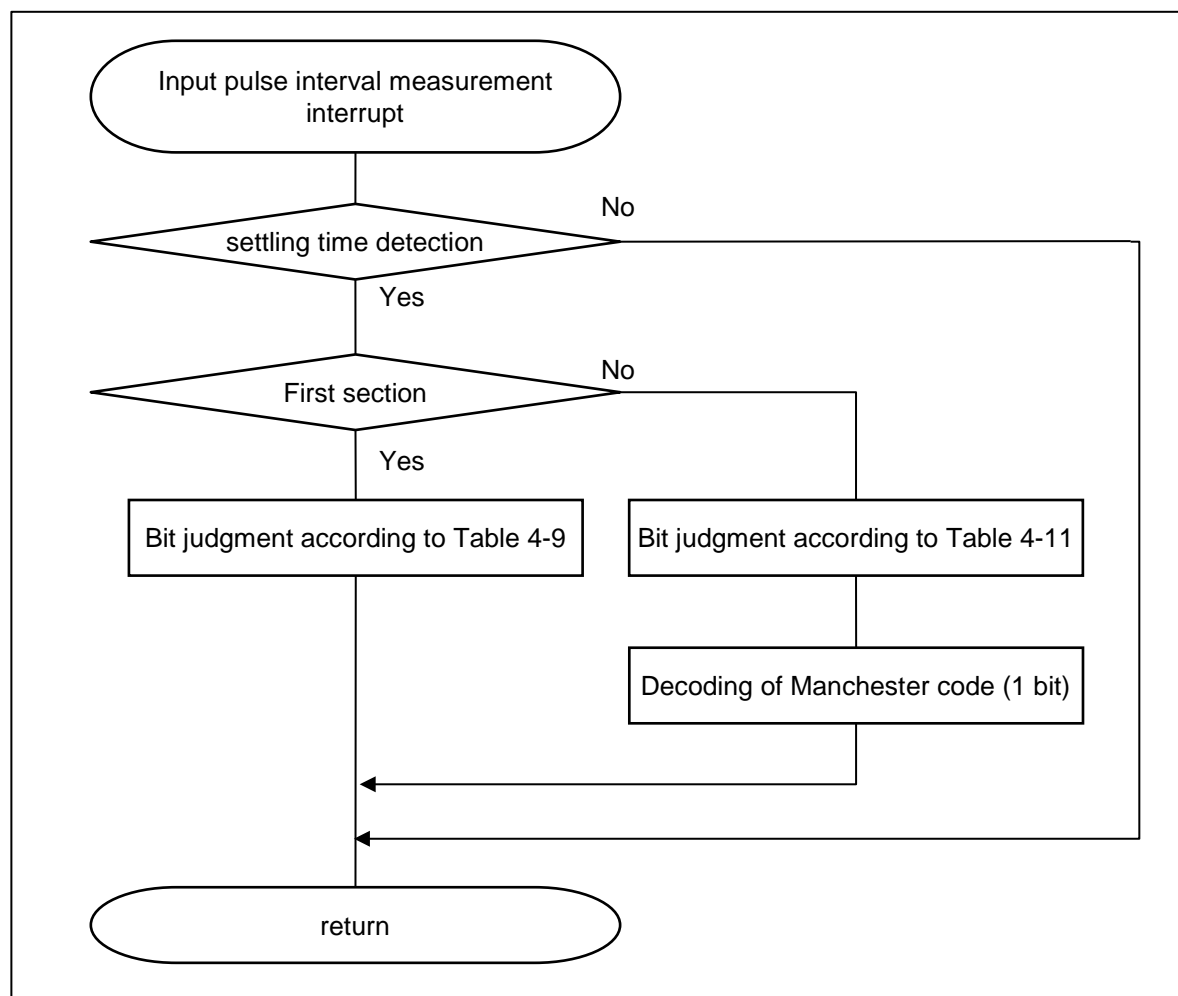 Input pulse interval measurement
interrupt
No
settling time detection
Yes
No
First section
Yes
Bit judgment according to Table 4-9
Bit judgment according to Table 4-11
Decoding of Manchester code (1 bit)
return